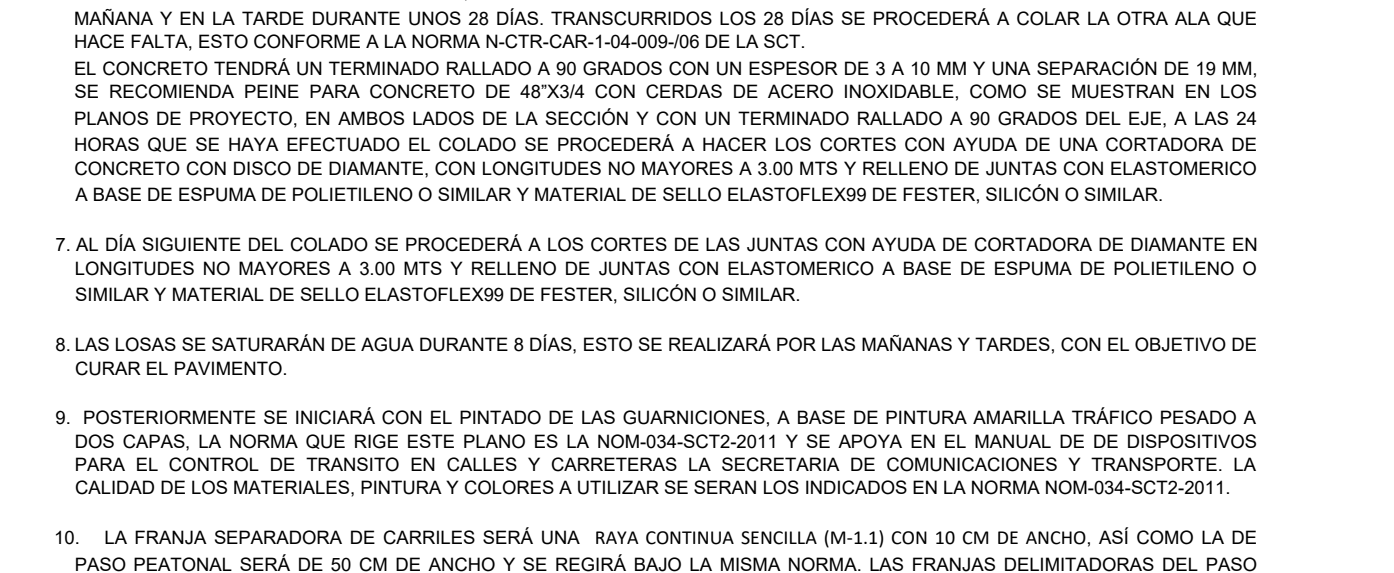 MAÑANA Y EN LA TARDE DURANTE UNOS 28 DÍAS. TRANSCURRIDOS LOS 28 DÍAS SE PROCEDERÁ A COLAR LA OTRA ALA QUE
HACE FALTA, ESTO CONFORME A LA NORMA N-CTR-CAR-1-04-009-/06 DE LA SCT.
EL CONCRETO TENDRÁ UN TERMINADO RALLADO A 90 GRADOS CON UN ESPESOR DE 3 A 10 MM Y UNA SEPARACIÓN DE 19 MM,
SE RECOMIENDA PEINE PARA CONCRETO DE 48”X3/4 CON CERDAS DE ACERO INOXIDABLE, COMO SE MUESTRAN EN LOS
PLANOS DE PROYECTO, EN AMBOS LADOS DE LA SECCIÓN Y CON UN TERMINADO RALLADO A 90 GRADOS DEL EJE, A LAS 24
HORAS QUE SE HAYA EFECTUADO EL COLADO SE PROCEDERÁ A HACER LOS CORTES CON AYUDA DE UNA CORTADORA DE
CONCRETO CON DISCO DE DIAMANTE, CON LONGITUDES NO MAYORES A 3.00 MTS Y RELLENO DE JUNTAS CON ELASTOMERICO
A BASE DE ESPUMA DE POLIETILENO O SIMILAR Y MATERIAL DE SELLO ELASTOFLEX99 DE FESTER, SILICÓN O SIMILAR.
7. AL DÍA SIGUIENTE DEL COLADO SE PROCEDERÁ A LOS CORTES DE LAS JUNTAS CON AYUDA DE CORTADORA DE DIAMANTE EN
LONGITUDES NO MAYORES A 3.00 MTS Y RELLENO DE JUNTAS CON ELASTOMERICO A BASE DE ESPUMA DE POLIETILENO O
SIMILAR Y MATERIAL DE SELLO ELASTOFLEX99 DE FESTER, SILICÓN O SIMILAR.
8. LAS LOSAS SE SATURARÁN DE AGUA DURANTE 8 DÍAS, ESTO SE REALIZARÁ POR LAS MAÑANAS Y TARDES, CON EL OBJETIVO DE
CURAR EL PAVIMENTO.
9. POSTERIORMENTE SE INICIARÁ CON EL PINTADO DE LAS GUARNICIONES, A BASE DE PINTURA AMARILLA TRÁFICO PESADO A
DOS CAPAS, LA NORMA QUE RIGE ESTE PLANO ES LA NOM-034-SCT2-2011 Y SE APOYA EN EL MANUAL DE DE DISPOSITIVOS
PARA EL CONTROL DE TRANSITO EN CALLES Y CARRETERAS LA SECRETARIA DE COMUNICACIONES Y TRANSPORTE. LA
CALIDAD DE LOS MATERIALES, PINTURA Y COLORES A UTILIZAR SE SERAN LOS INDICADOS EN LA NORMA NOM-034-SCT2-2011.
10. LA FRANJA SEPARADORA DE CARRILES SERÁ UNA RAYA CONTINUA SENCILLA (M-1.1) CON 10 CM DE ANCHO, ASÍ COMO LA DE
PASO PEATONAL SERÁ DE 50 CM DE ANCHO Y SE REGIRÁ BAJO LA MISMA NORMA. LAS FRANJAS DELIMITADORAS DEL PASO